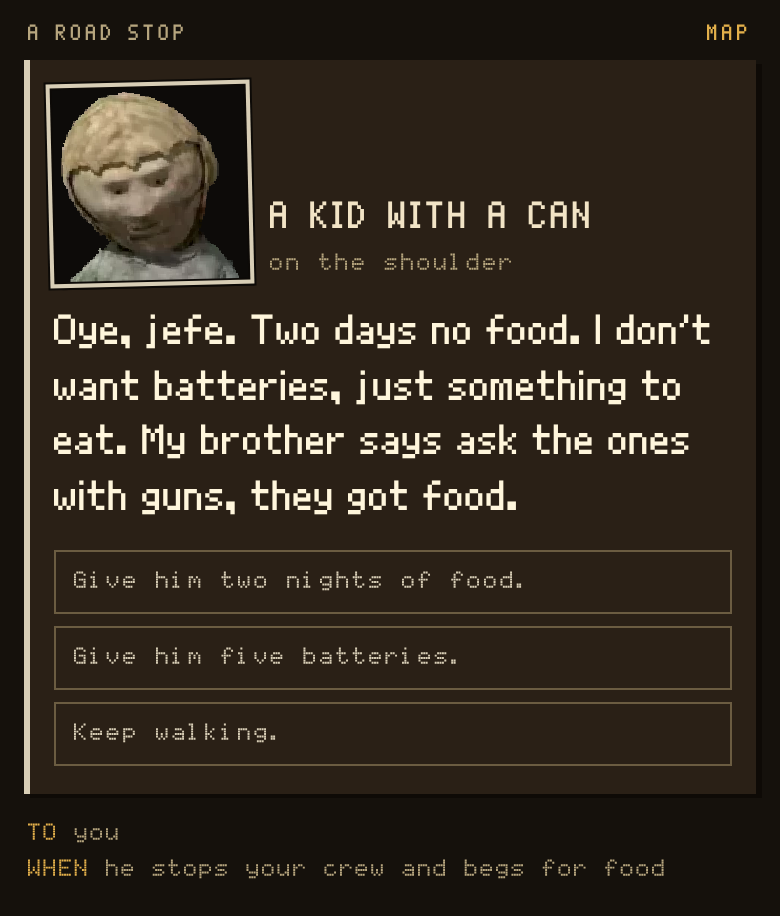 A ROAD STOP
MAP
A KID WITH A CAN
on the shoulder
Oye, jefe. Two days no food. I don't
want batteries, just something to
eat. My brother says ask the ones
with guns, they got food.
Give him two nights of food.
Give him five batteries.
Keep walking.
TO you
WHEN he stops your crew and begs for food